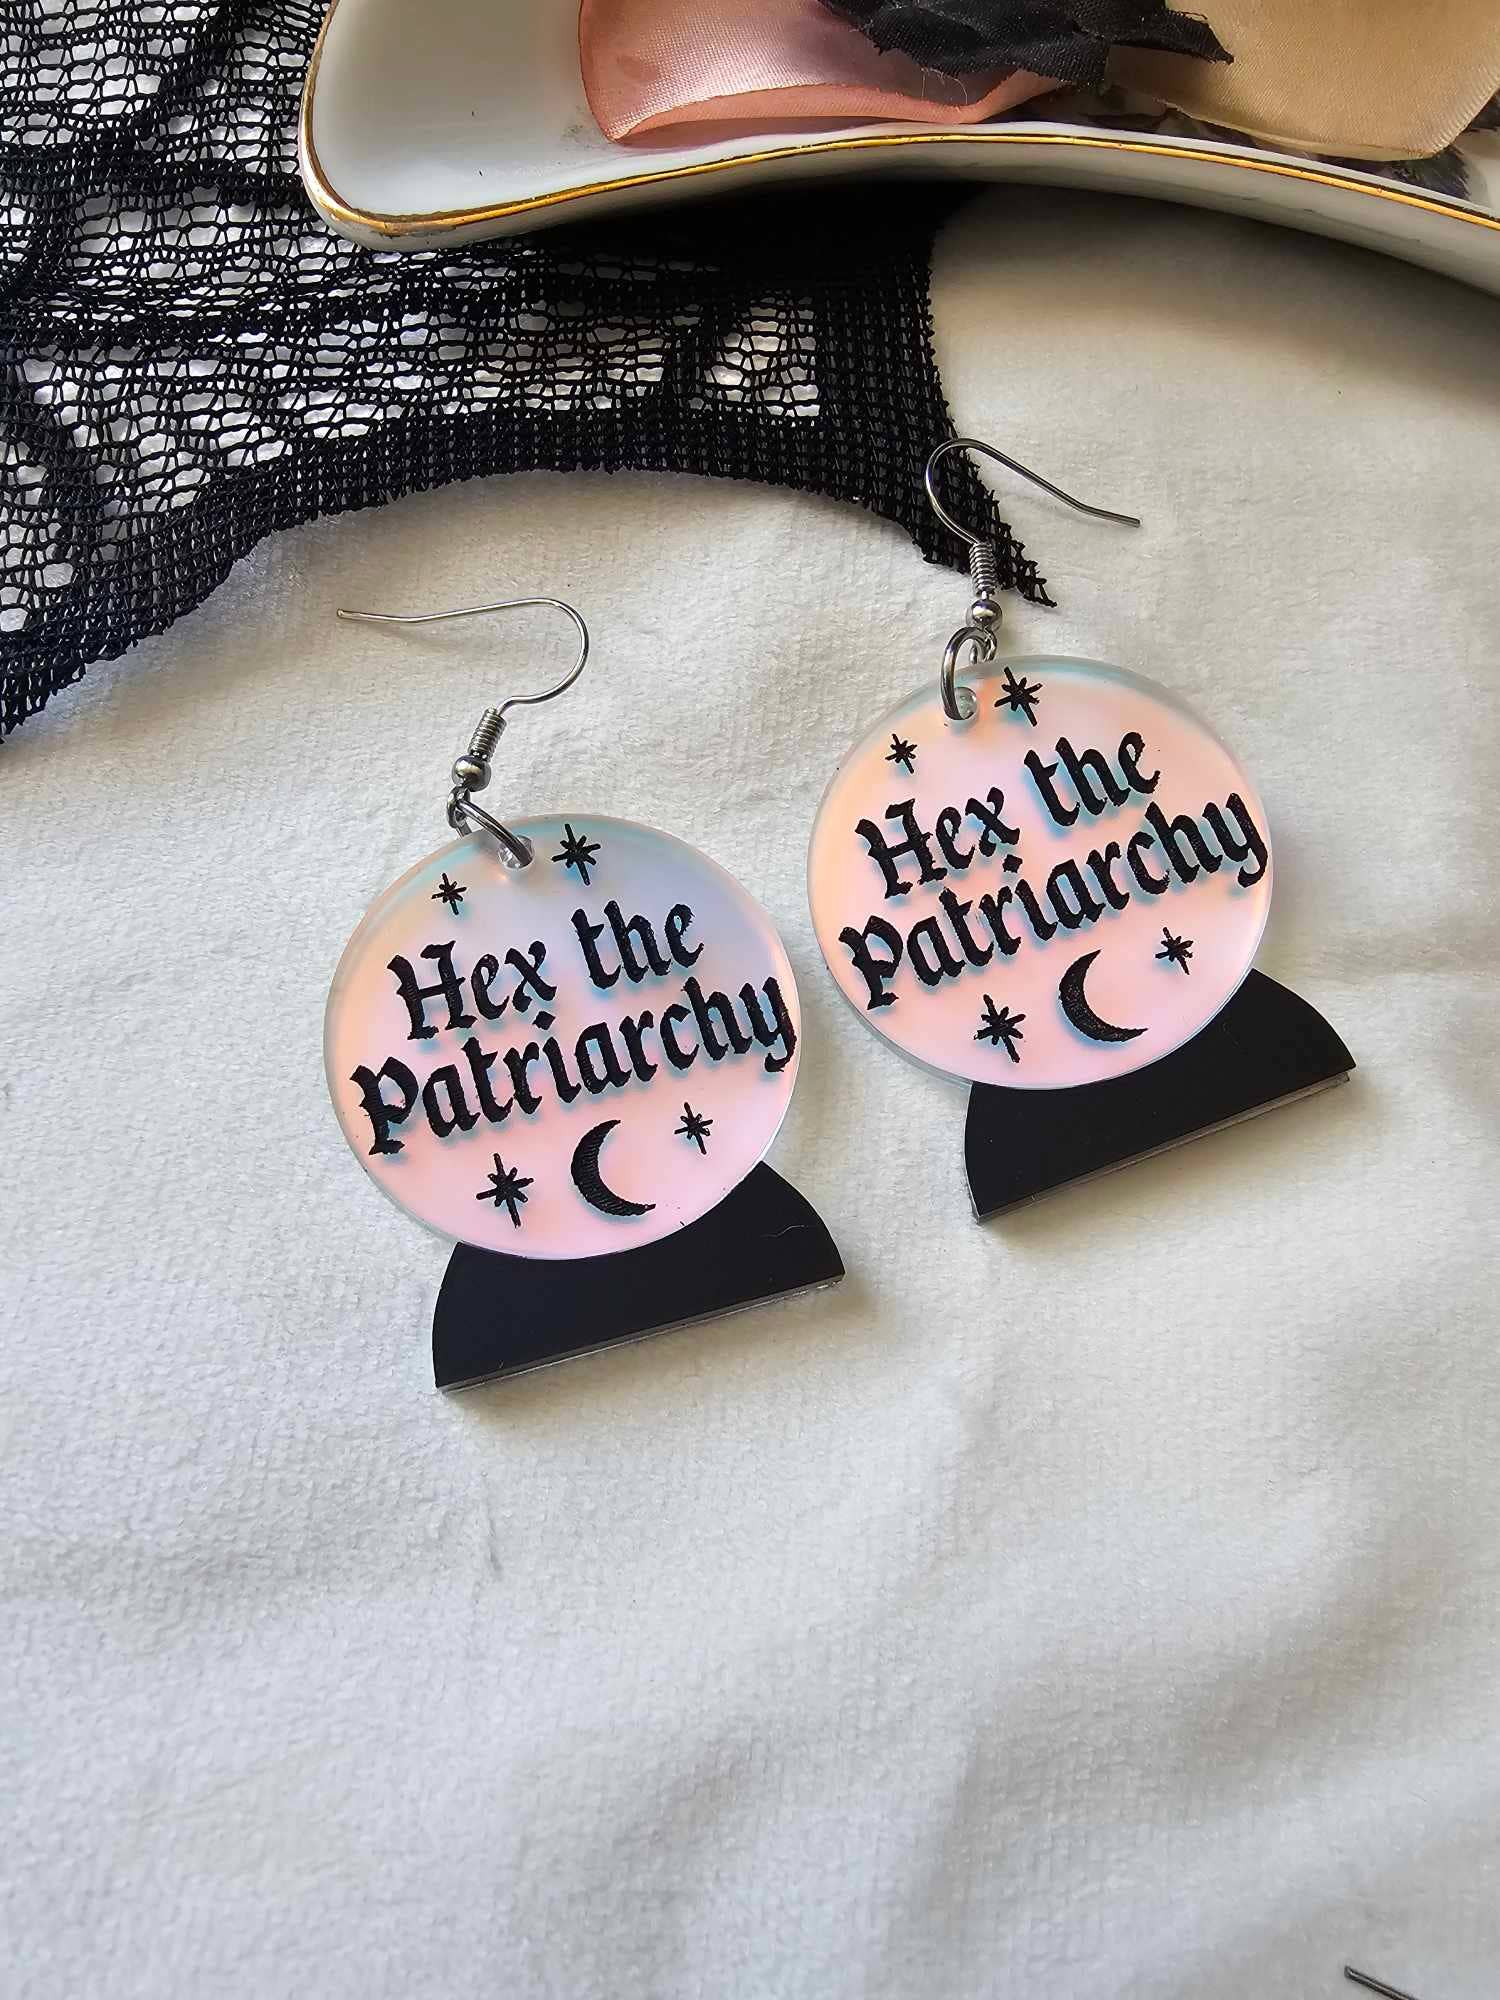 Hex the
Patriarchy
Hex the
Patriarchy